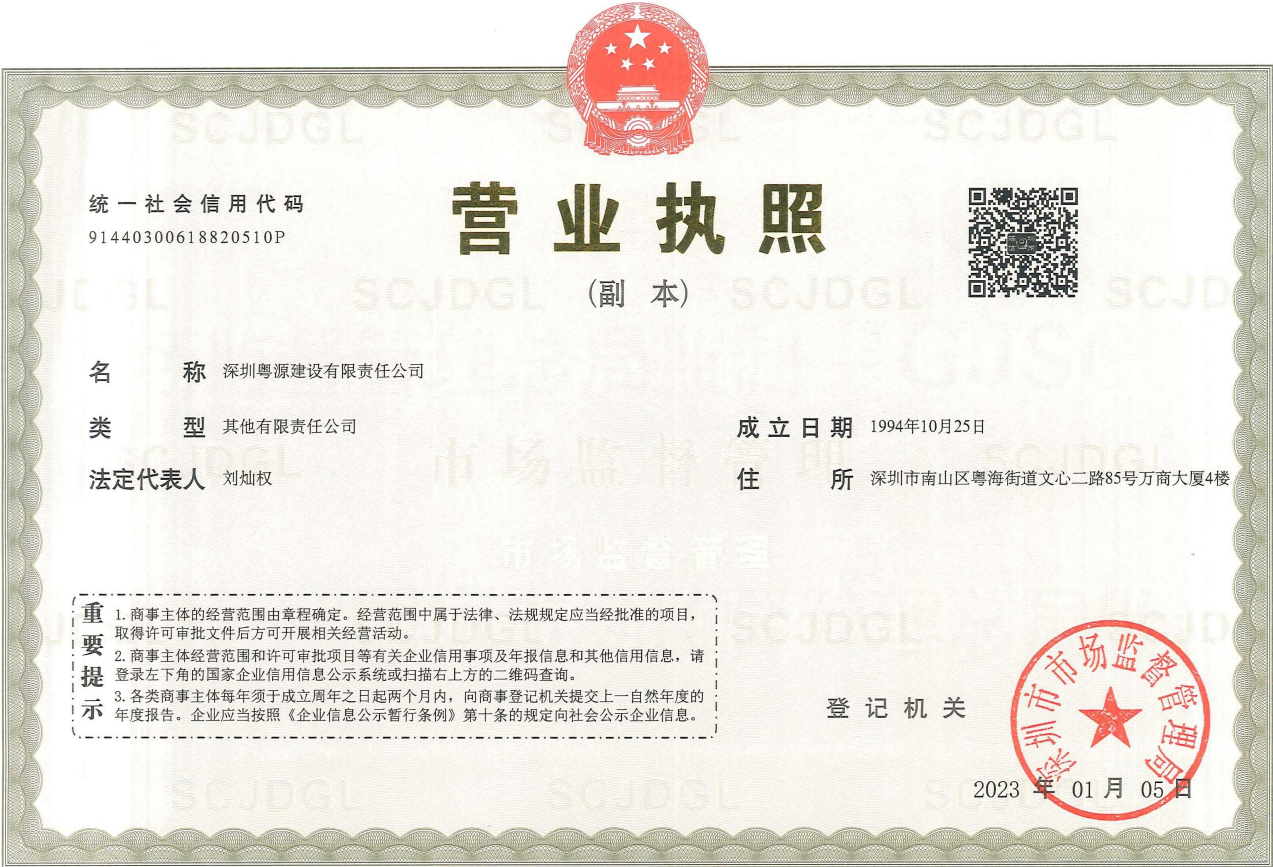 统一社会信用代码
91440300618820510P
营业执照
(副 本)
名 称 深圳粤源建设有限责任公司
类 型 其他有限责任公司
法定代表人 刘灿权
成立日期 1994年10月25日
住 所 深圳市南山区粤海街道文心二路85号万商大厦4楼
重要提示
1.商事主体的经营范围由章程确定。经营范围中属于法律、法规规定应当经批准的项目，
取得许可审批文件后方可开展相关经营活动。
2.商事主体经营范围和许可审批项目等有关企业信用事项及年报信息和其他信用信息，请
登录左下角的国家企业信用信息公示系统或扫描右上方的二维码查询。
3.各类商事主体每年须于成立周年之日起两个月内，向商事登记机关提交上一自然年度的
年度报告。企业应当按照《企业信息公示暂行条例》第十条的规定向社会公示企业信息。
登记机关
深圳市市场监督管理局
2023 年 01 月 05 日
SCJDGL
市场监督管理